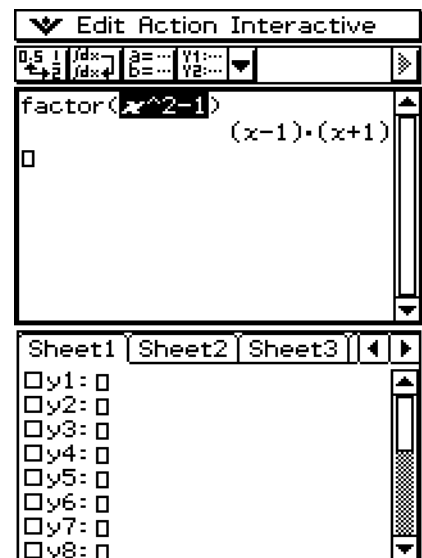 Edit Action Interactive
factor(x^2-1)
(x-1)·(x+1)
Sheet1 Sheet2 Sheet3
y1:
y2:
y3:
y4:
y5:
y6:
y7:
y8: